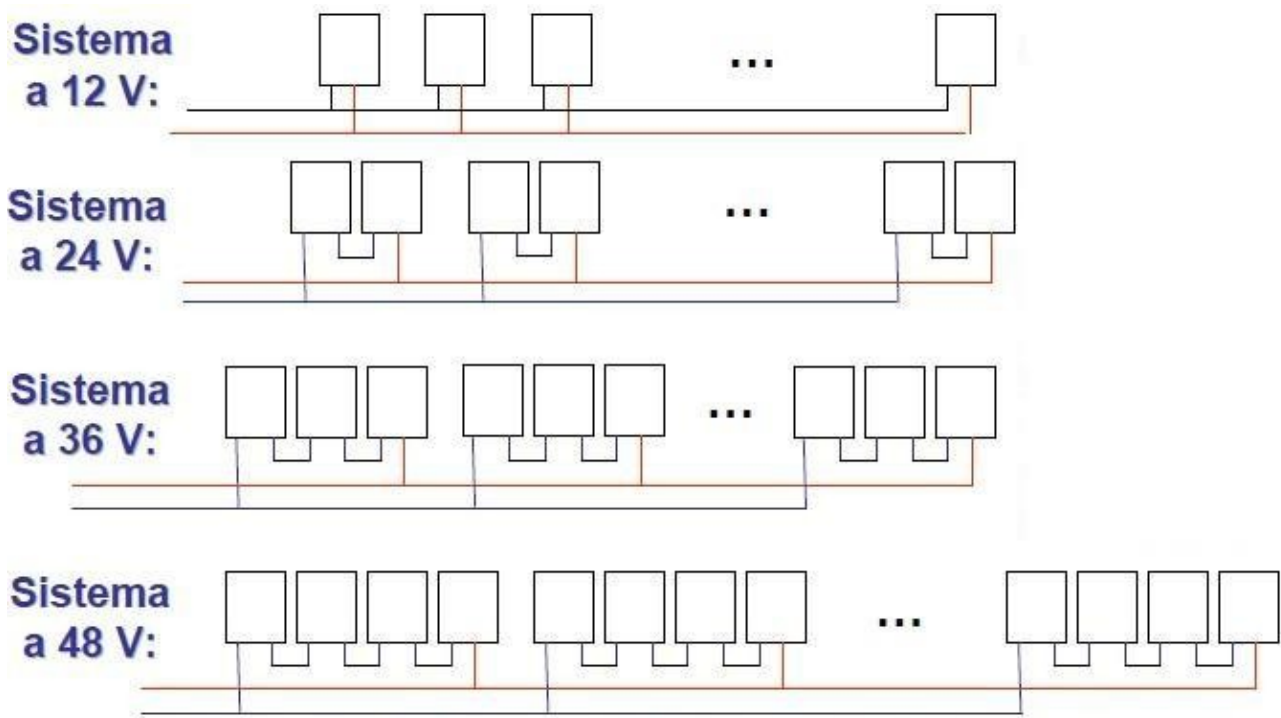 Sistema
a 12 V:
...
Sistema
a 24 V:
...
Sistema
a 36 V:
...
Sistema
a 48 V:
...